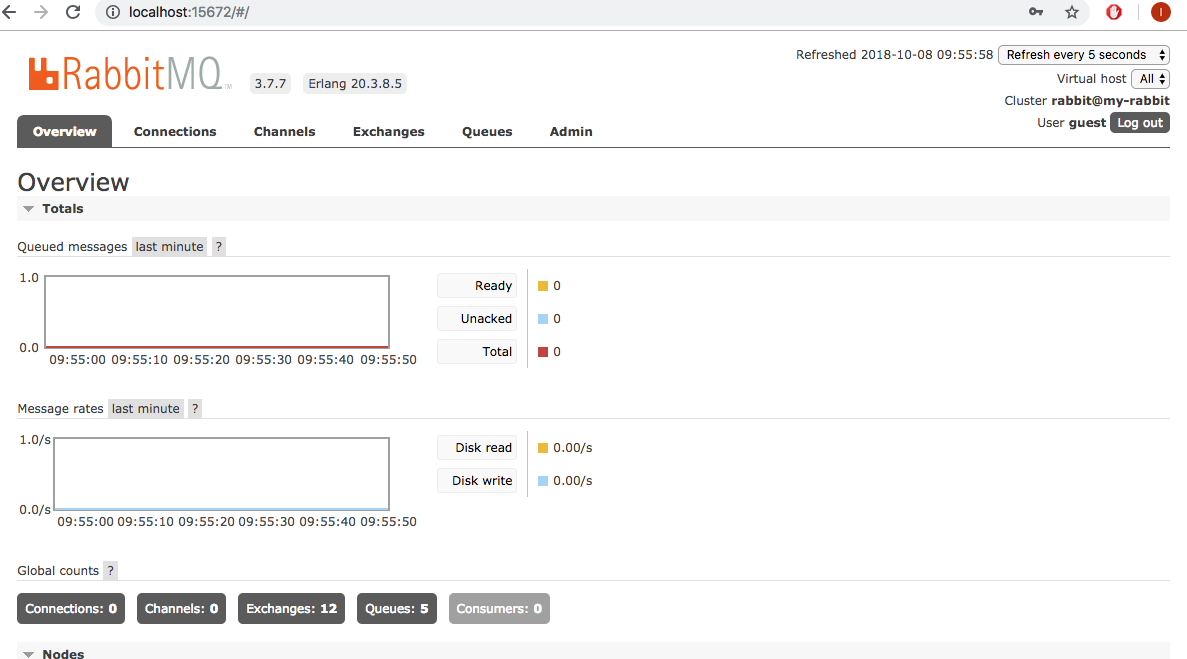 localhost:15672/#/
I
Refreshed 2018-10-08 09:55:58 Refresh every 5 seconds
RabbitMQ™ 3.7.7 Erlang 20.3.8.5
Virtual host All
Cluster rabbit@my-rabbit
User guest Log out
Overview Connections Channels Exchanges Queues Admin
Overview
Totals
Queued messages last minute ?
1.0
0.0
09:55:00 09:55:10 09:55:20 09:55:30 09:55:40 09:55:50
Ready 0
Unacked 0
Total 0
Message rates last minute ?
1.0/s
0.0/s
09:55:00 09:55:10 09:55:20 09:55:30 09:55:40 09:55:50
Disk read 0.00/s
Disk write 0.00/s
Global counts ?
Connections: 0 Channels: 0 Exchanges: 12 Queues: 5 Consumers: 0
Nodes